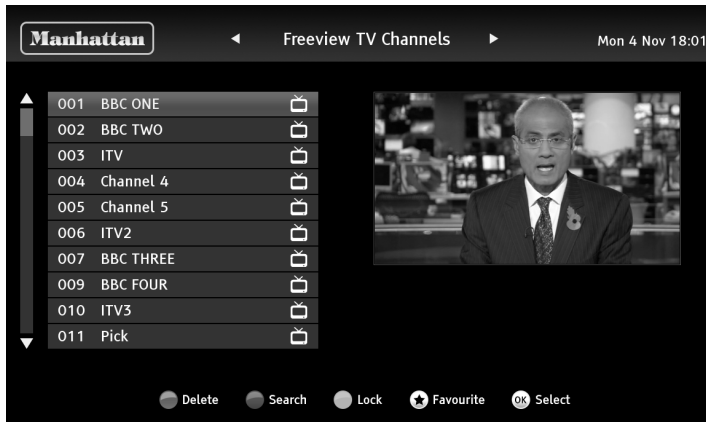 Manhattan
Freeview TV Channels
Mon 4 Nov 18:01
001 BBC ONE
002 BBC TWO
003 ITV
004 Channel 4
005 Channel 5
006 ITV2
007 BBC THREE
009 BBC FOUR
010 ITV3
011 Pick
Delete Search Lock Favourite OK Select